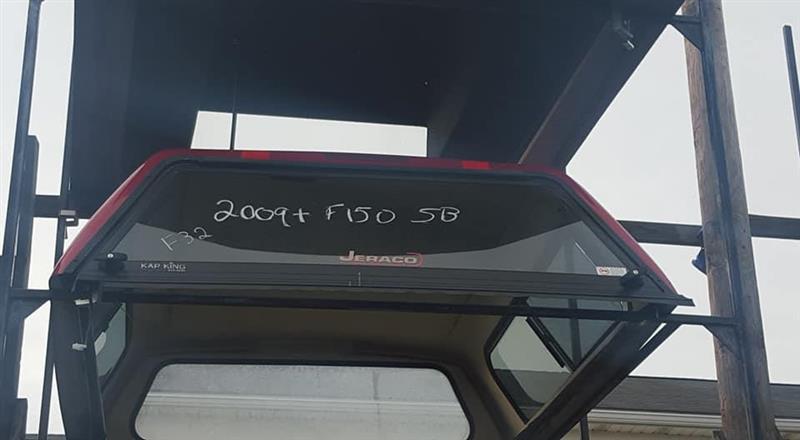 2009+ F150 SB
F32
JERACO
KAP KING